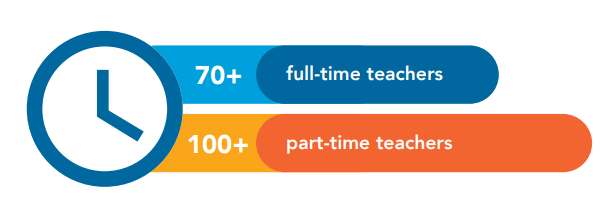 70+ full-time teachers
100+ part-time teachers